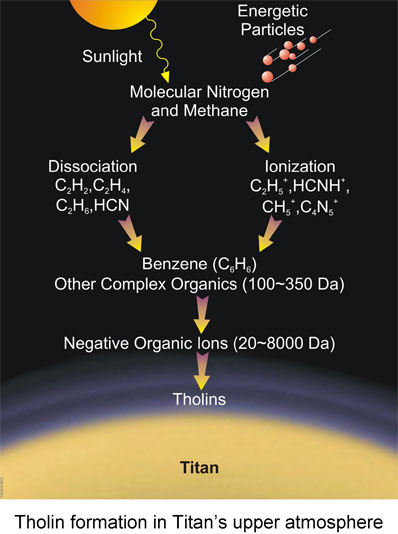 Energetic
Particles
Sunlight
Molecular Nitrogen
and Methane
Dissociation
C₂H₂,C₂H₄,
C₂H₆,HCN
Ionization
C₂H₅⁺,HCNH⁺,
CH₅⁺,C₄N₅⁺
Benzene (C₆H₆)
Other Complex Organics (100~350 Da)
Negative Organic Ions (20~8000 Da)
Tholins
Titan
Tholin formation in Titan's upper atmosphere